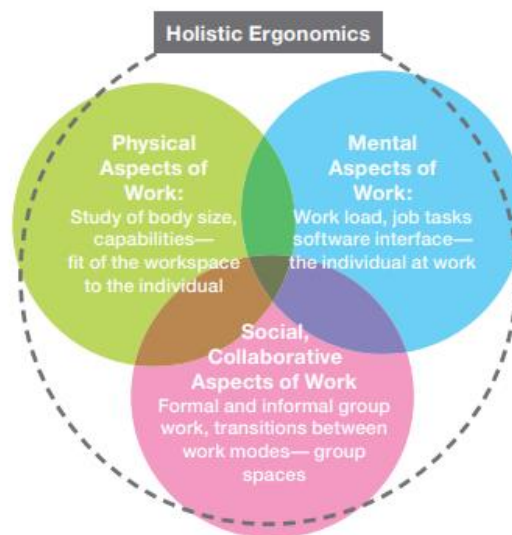 Holistic Ergonomics
Physical
Aspects of
Work:
Study of body size,
capabilities—
fit of the workspace
to the individual
Mental
Aspects of
Work:
Work load, job tasks
software interface—
the individual at work
Social,
Collaborative
Aspects of Work
Formal and informal group
work, transitions between
work modes— group
spaces